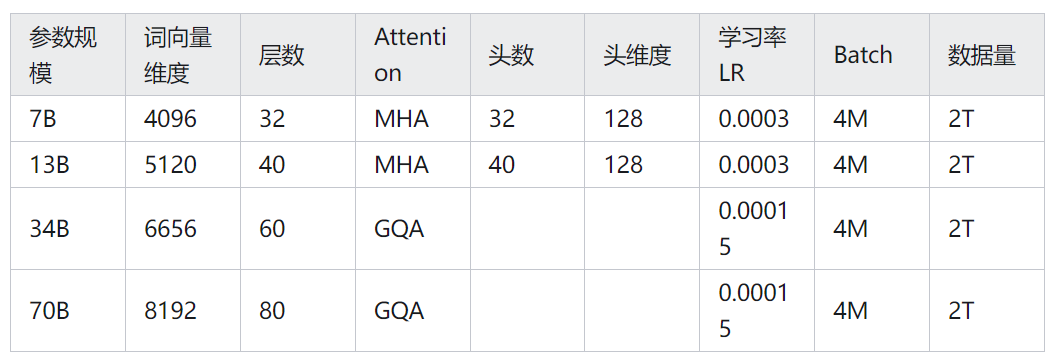 参数规模 词向量维度 层数 Attention 头数 头维度 学习率 LR Batch 数据量
7B 4096 32 MHA 32 128 0.0003 4M 2T
13B 5120 40 MHA 40 128 0.0003 4M 2T
34B 6656 60 GQA 0.00015 4M 2T
70B 8192 80 GQA 0.00015 4M 2T